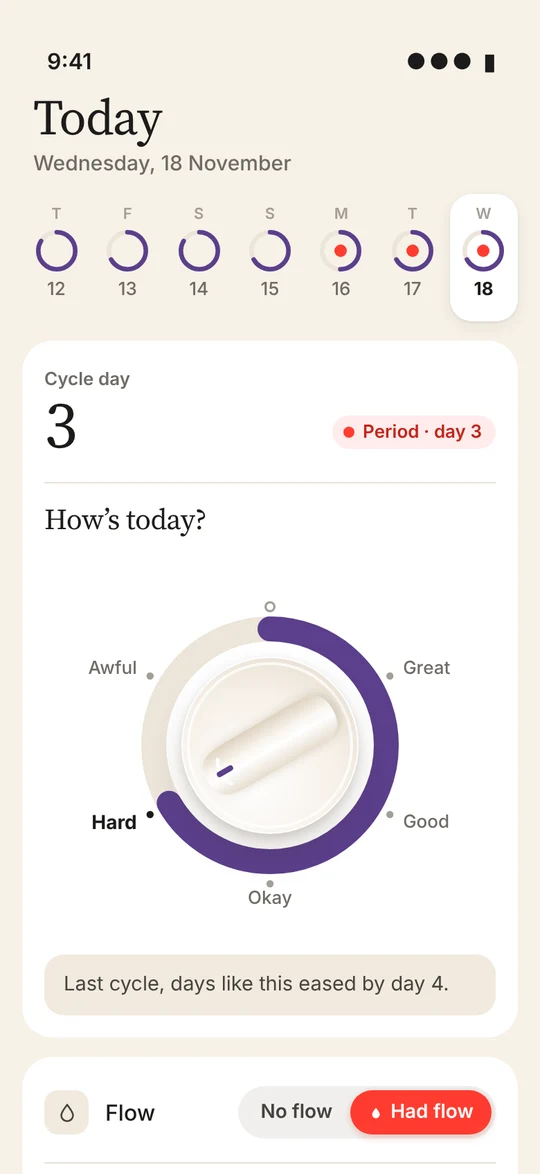 9:41
Today
Wednesday, 18 November
T F S S M T W
12 13 14 15 16 17 18
Cycle day
3
Period · day 3
How’s today?
Awful
Great
Hard
Good
Okay
Last cycle, days like this eased by day 4.
Flow
No flow
Had flow